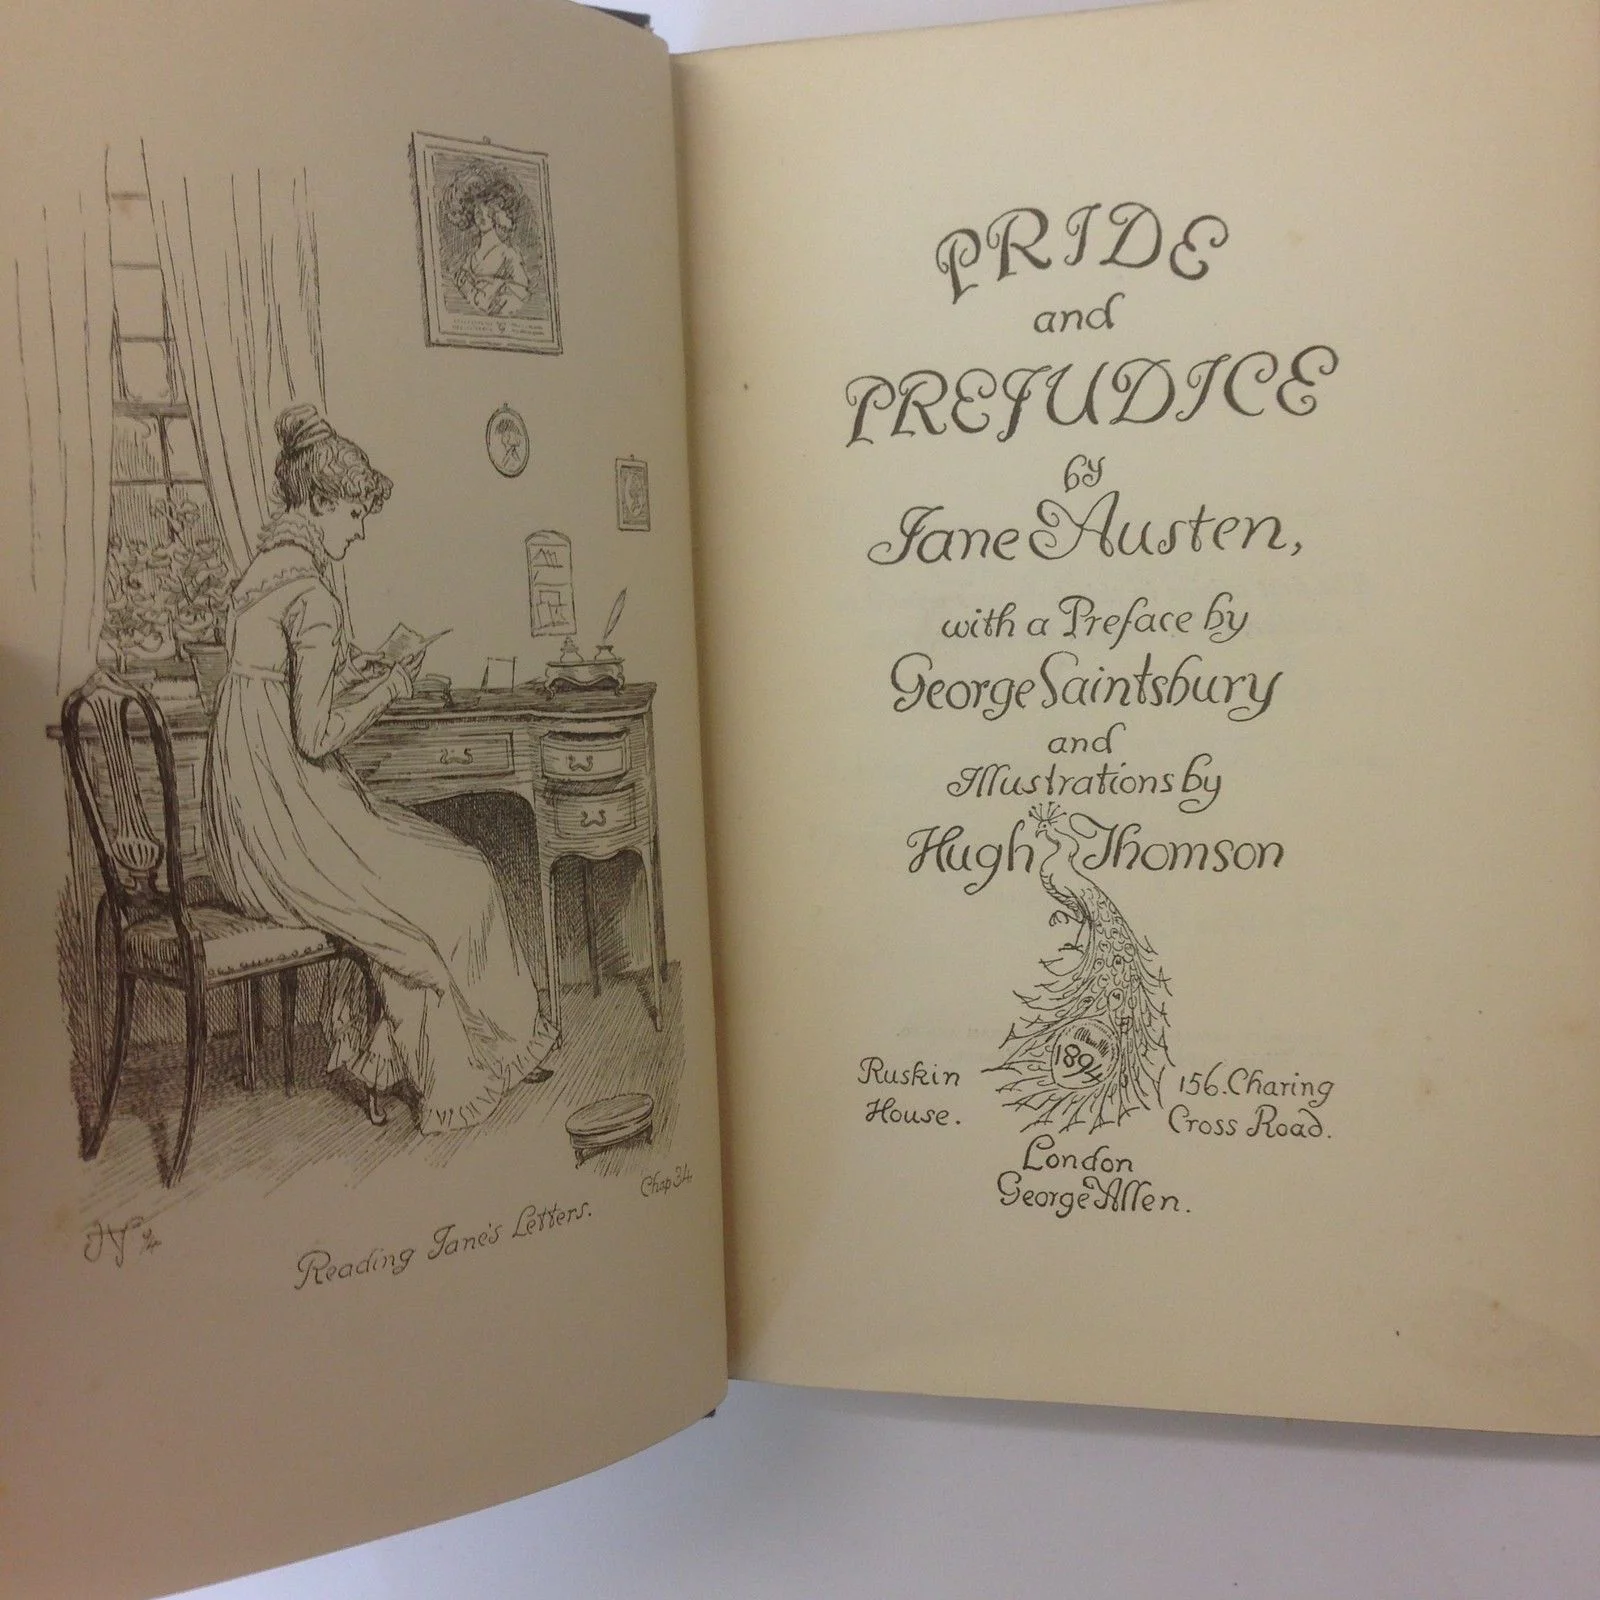 Chap 34.
Reading Jane's Letters.
PRIDE
and
PREJUDICE
by
Jane Austen,
with a Preface by
George Saintsbury
and
Illustrations by
Hugh Thomson
1894
Ruskin
House.
156. Charing
Cross Road.
London
George Allen.